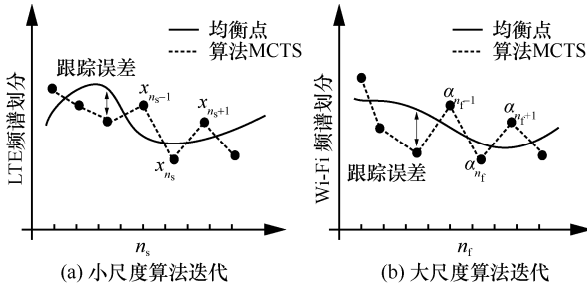 均衡点
算法MCTS
跟踪误差
x_{n_s-1}
x_{n_s+1}
x_{n_s}
LTE频谱划分
n_s
(a) 小尺度算法迭代
均衡点
算法MCTS
α_{n_f-1}
α_{n_f+1}
跟踪误差
α_{n_f}
Wi-Fi 频谱划分
n_f
(b) 大尺度算法迭代